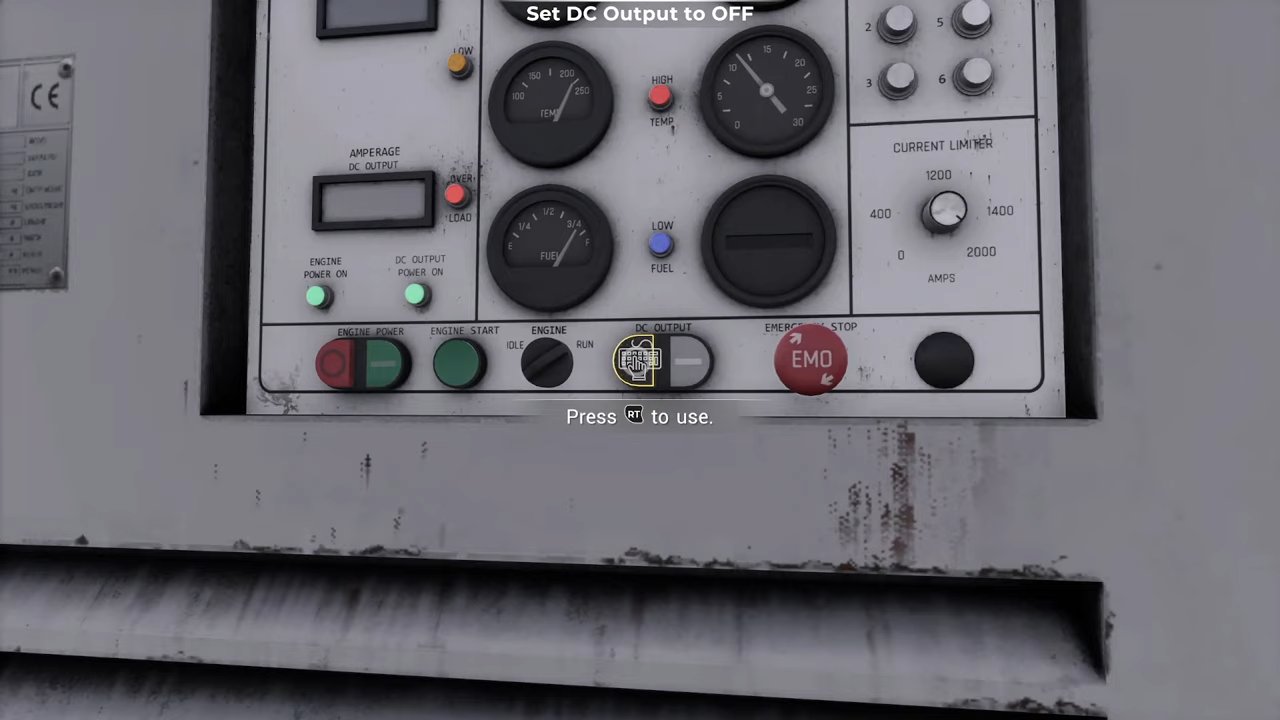 Set DC Output to OFF
CE
LOW
100 150 200 250
TEMP
HIGH
TEMP
0 5 10 15 20 25 30
2 5
3 6
AMPERAGE
DC OUTPUT
OVER
LOAD
E 1/4 1/2 3/4 F
FUEL
LOW
FUEL
CURRENT LIMITER
1200
400 1400
0 2000
AMPS
ENGINE
POWER ON
DC OUTPUT
POWER ON
ENGINE POWER
ENGINE START
ENGINE
IDLE RUN
DC OUTPUT
EMERGENCY STOP
EMO
Press RT to use.